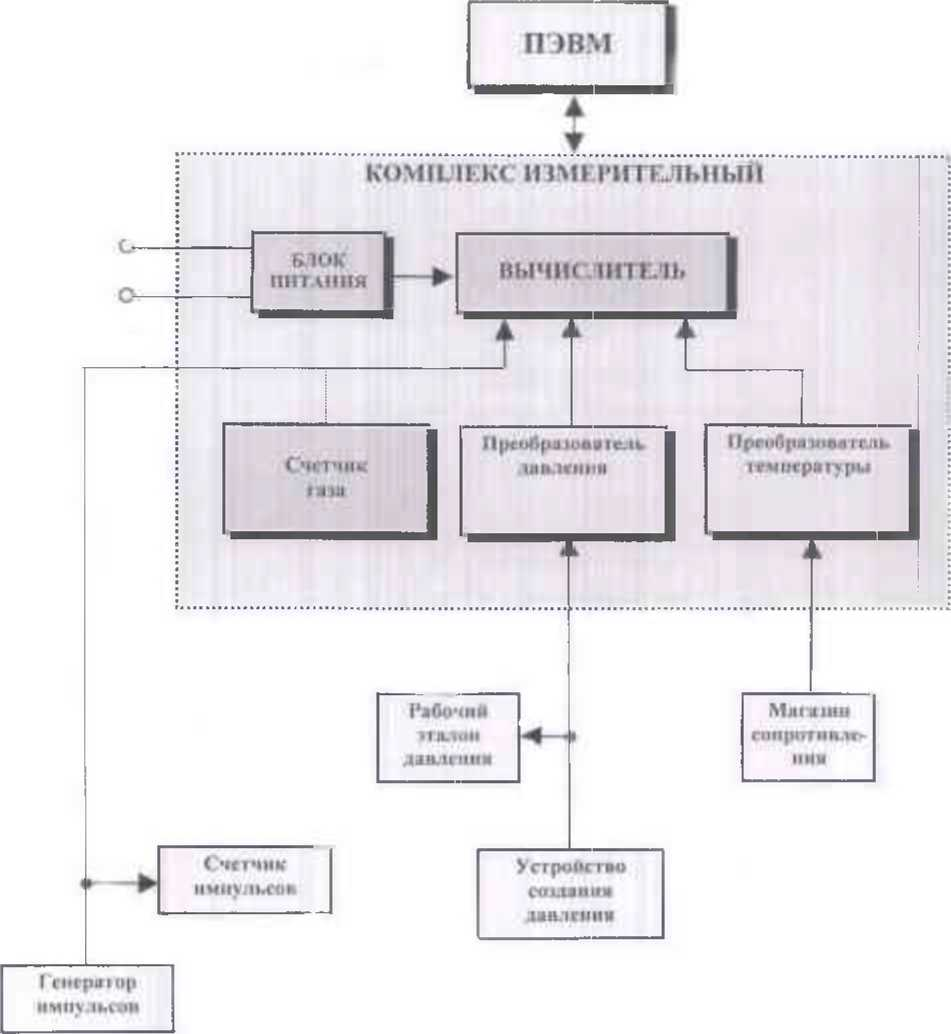 ПЭВМ
КОМПЛЕКС ИЗМЕРИТЕЛЬНЫЙ
БЛОК
ПИТАНИЯ
ВЫЧИСЛИТЕЛЬ
Счетчик
газа
Преобразователь
давления
Преобразователь
температуры
Рабочий
эталон
давления
Магазин
сопротивле-
ния
Счетчик
импульсов
Устройство
создания
давления
Генератор
импульсов